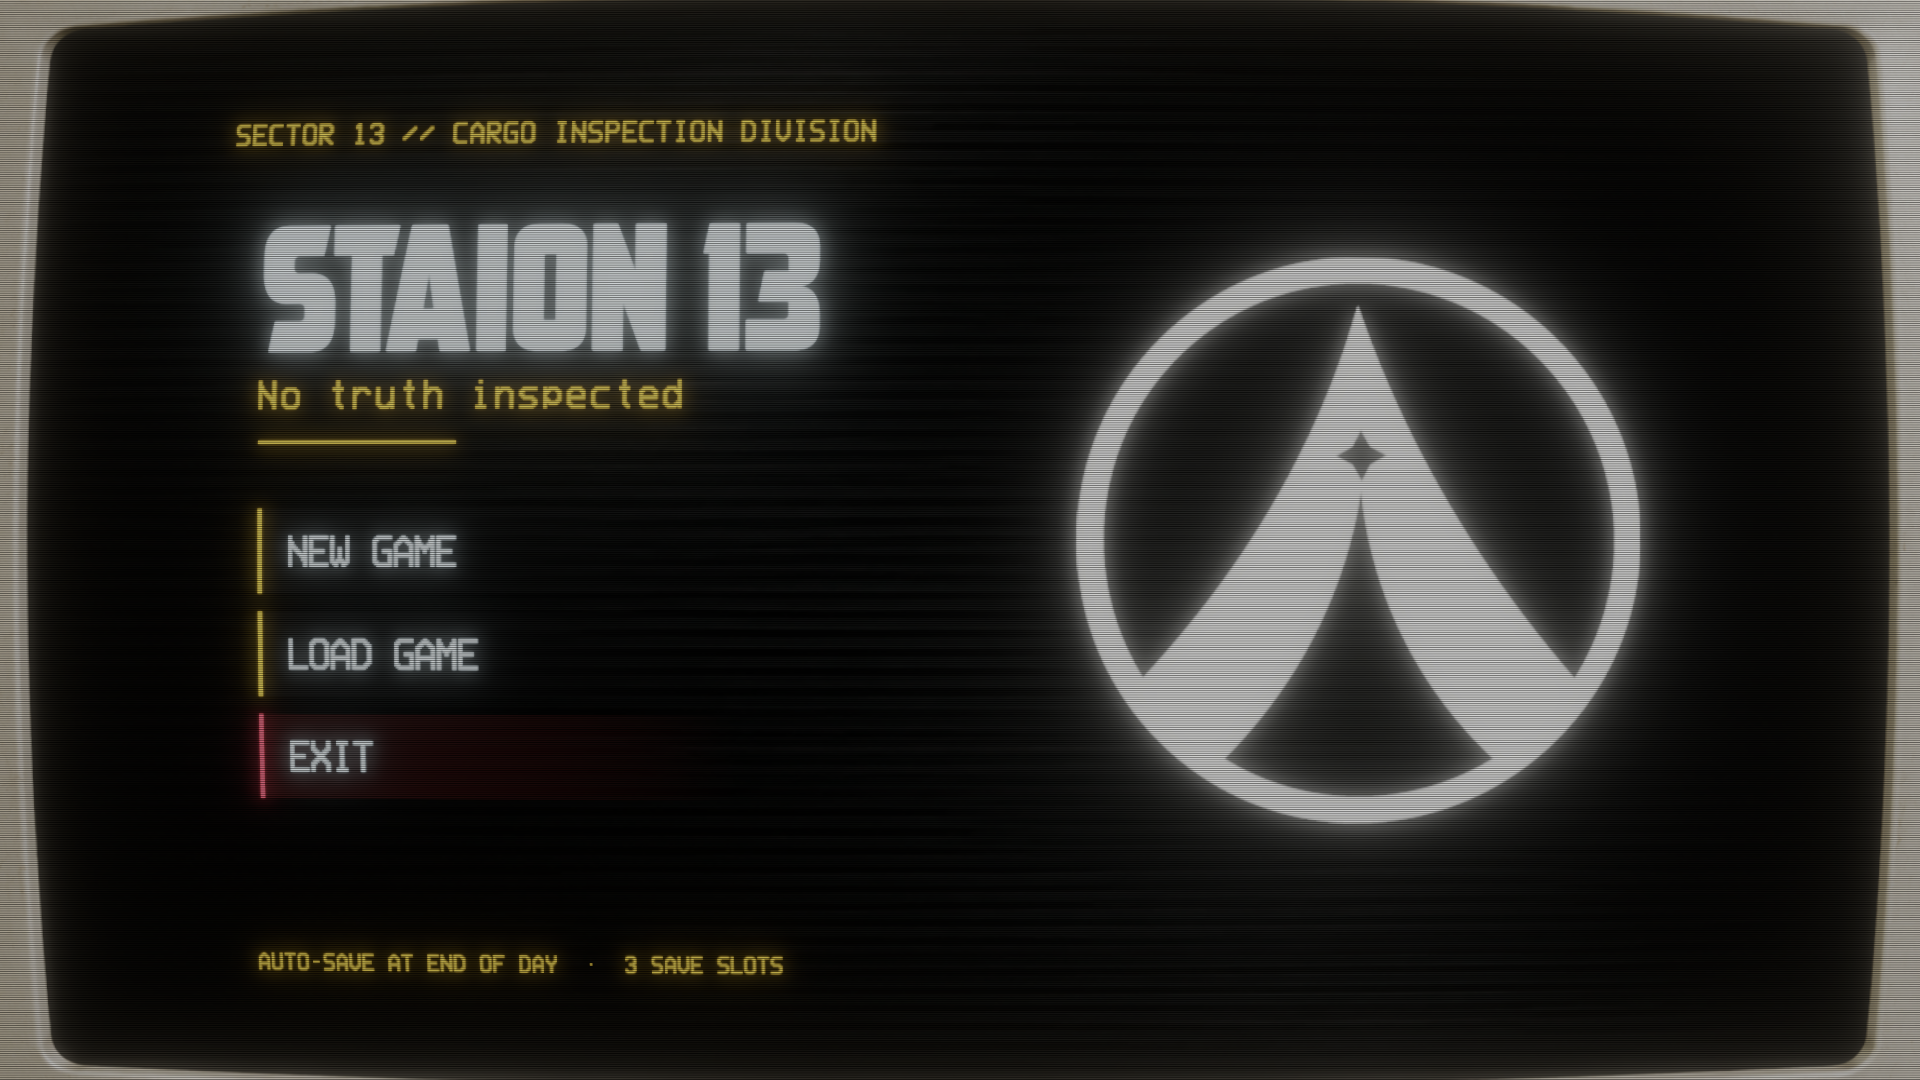 SECTOR 13 // CARGO INSPECTION DIVISION
STAION 13
No truth inspected
NEW GAME
LOAD GAME
EXIT
AUTO-SAVE AT END OF DAY · 3 SAVE SLOTS